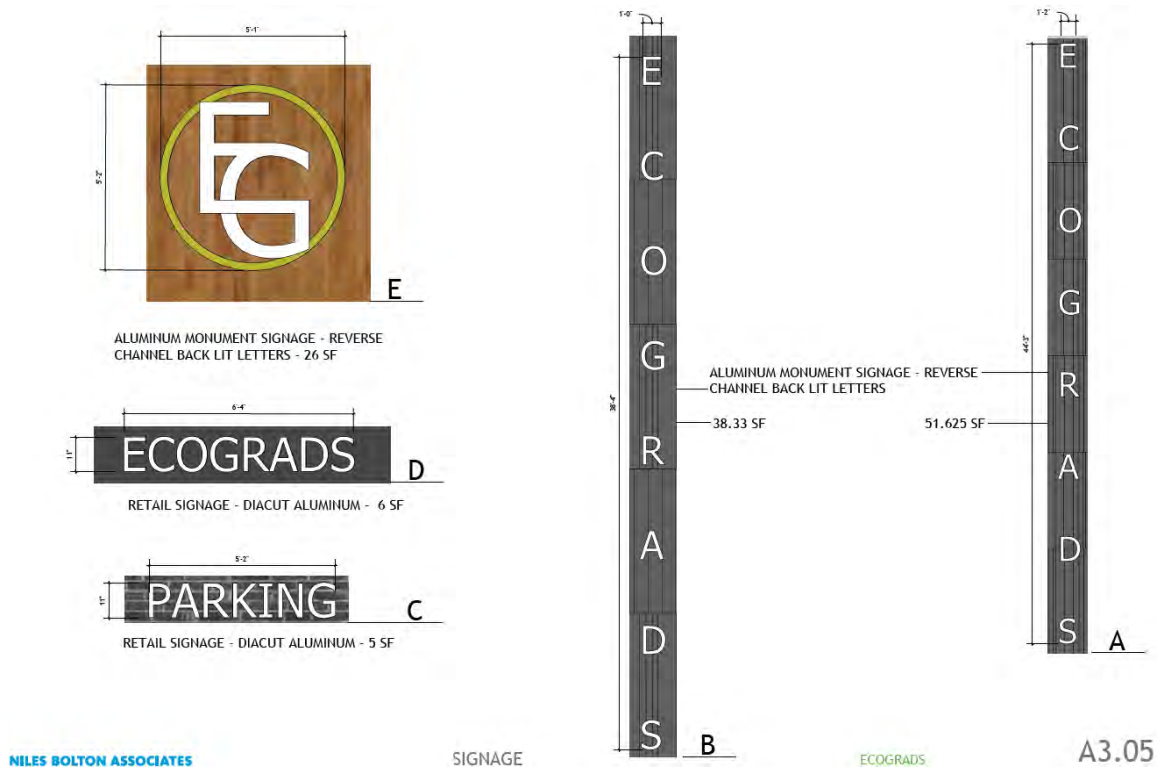 5'-1"
5'-2"
EG
E
ALUMINUM MONUMENT SIGNAGE - REVERSE
CHANNEL BACK LIT LETTERS - 26 SF
6'-4"
11"
ECOGRADS
D
RETAIL SIGNAGE - DIACUT ALUMINUM - 6 SF
5'-2"
11"
PARKING
C
RETAIL SIGNAGE - DIACUT ALUMINUM - 5 SF
1'-0"
38'-4"
E
C
O
G
R
A
D
S
B
ALUMINUM MONUMENT SIGNAGE - REVERSE
CHANNEL BACK LIT LETTERS
38.33 SF
51.625 SF
1'-2"
44'-3"
E
C
O
G
R
A
D
S
A
NILES BOLTON ASSOCIATES
SIGNAGE
ECOGRADS
A3.05